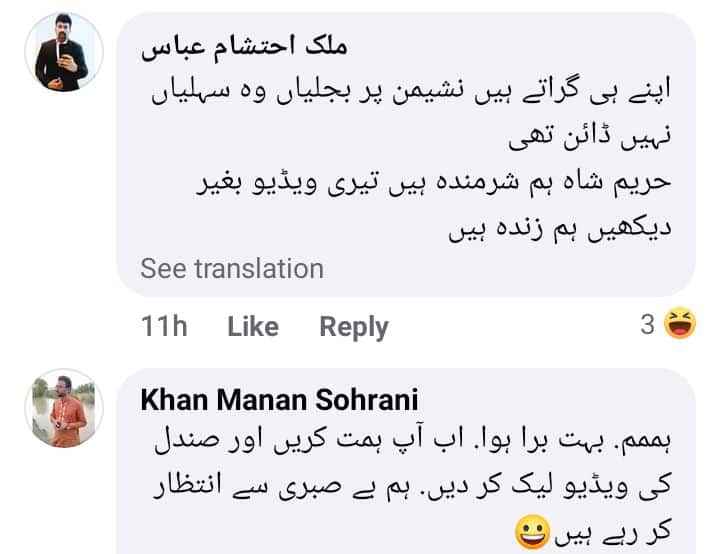 ملک احتشام عباس
اپنے ہی گراتے ہیں نشیمن پر بجلیاں وہ سہلیاں
نہیں ڈائن تھی
حریم شاہ ہم شرمندہ ہیں تیری ویڈیو بغیر
دیکھیں ہم زندہ ہیں
See translation
11h Like Reply 3 😆
Khan Manan Sohrani
ہممم. بہت برا ہوا. اب آپ ہمت کریں اور صندل
کی ویڈیو لیک کر دیں. ہم بے صبری سے انتظار
کر رہے ہیں😀